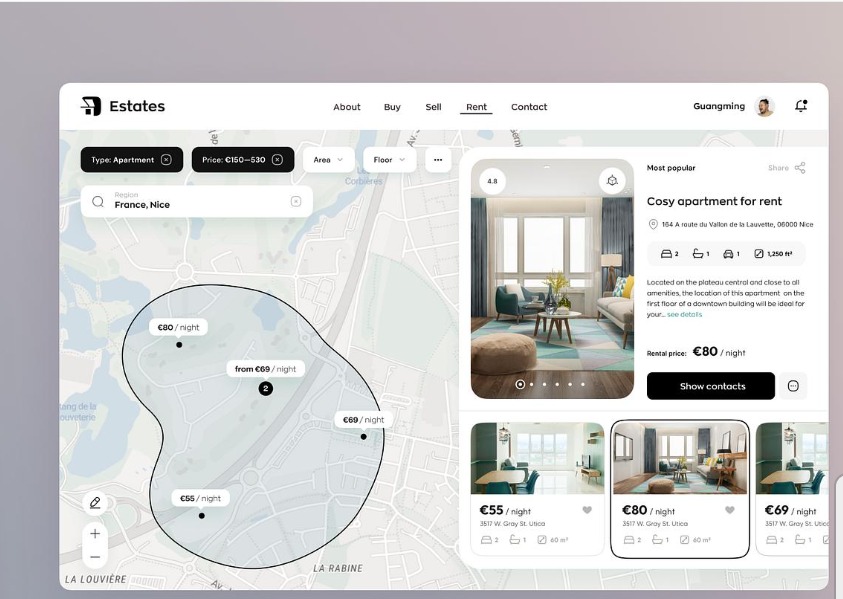 Estates
About
Buy
Sell
Rent
Contact
Guangming
Type: Apartment
Price: €150—530
Area
Floor
Region
France, Nice
Corbières
€80 / night
from €69 / night
2
€69 / night
€55 / night
LA LOUVIÈRE
LA RABINE
Av.
Av.
4.8
Most popular
Share
Cosy apartment for rent
164 A route du Vallon de la Lauvette, 06000 Nice
2 1 1 1,250 ft²
Located on the plateau central and close to all
amenities, the location of this apartment on the
first floor of a downtown building will be ideal for
your... see details
Rental price: €80 / night
Show contacts
€55 / night
3517 W. Gray St. Utica
2 1 60 m²
€80 / night
3517 W. Gray St. Utica
2 1 60 m²
€69 / night
3517 W. Gray St. Utica
2 1